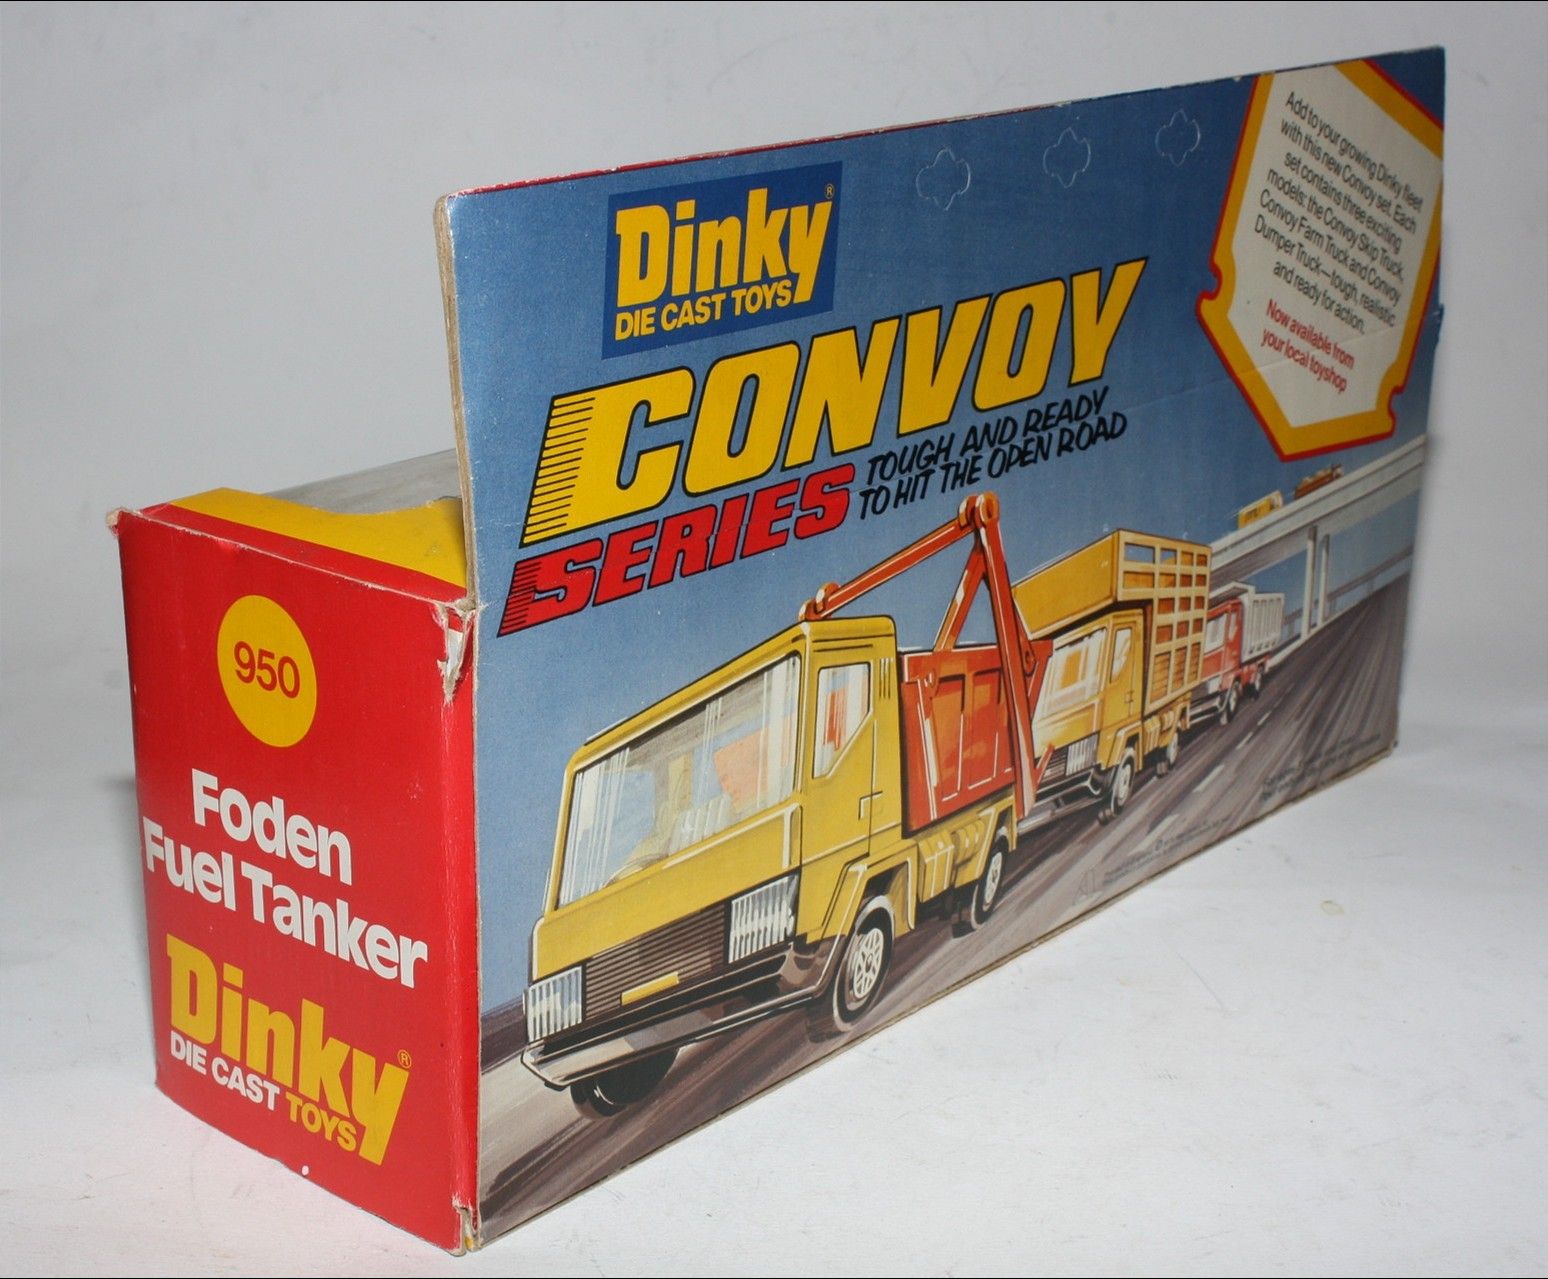 Dinky®
DIE CAST TOYS
CONVOY
SERIES
TOUGH AND READY
TO HIT THE OPEN ROAD
Add to your growing Dinky fleet
with this new Convoy set. Each
set contains three exciting
models: the Convoy Skip Truck,
Convoy Farm Truck and Convoy
Dumper Truck—tough, realistic
and ready for action.
Now available from
your local toyshop
950
Foden
Fuel Tanker
Dinky®
DIE CAST TOYS